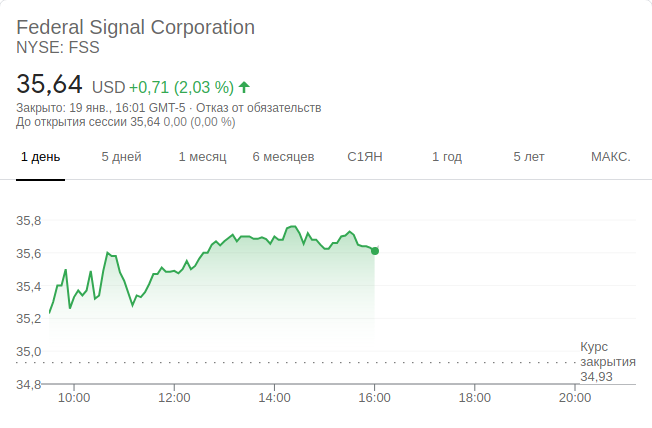 Federal Signal Corporation
NYSE: FSS
35,64 USD +0,71 (2,03 %)
Закрыто: 19 янв., 16:01 GMT-5 · Отказ от обязательств
До открытия сессии 35,64 0,00 (0,00 %)
1 день 5 дней 1 месяц 6 месяцев С1ЯН 1 год 5 лет МАКС.
35,8
35,6
35,4
35,2
35,0
34,8
Курс
закрытия
34,93
10:00 12:00 14:00 16:00 18:00 20:00